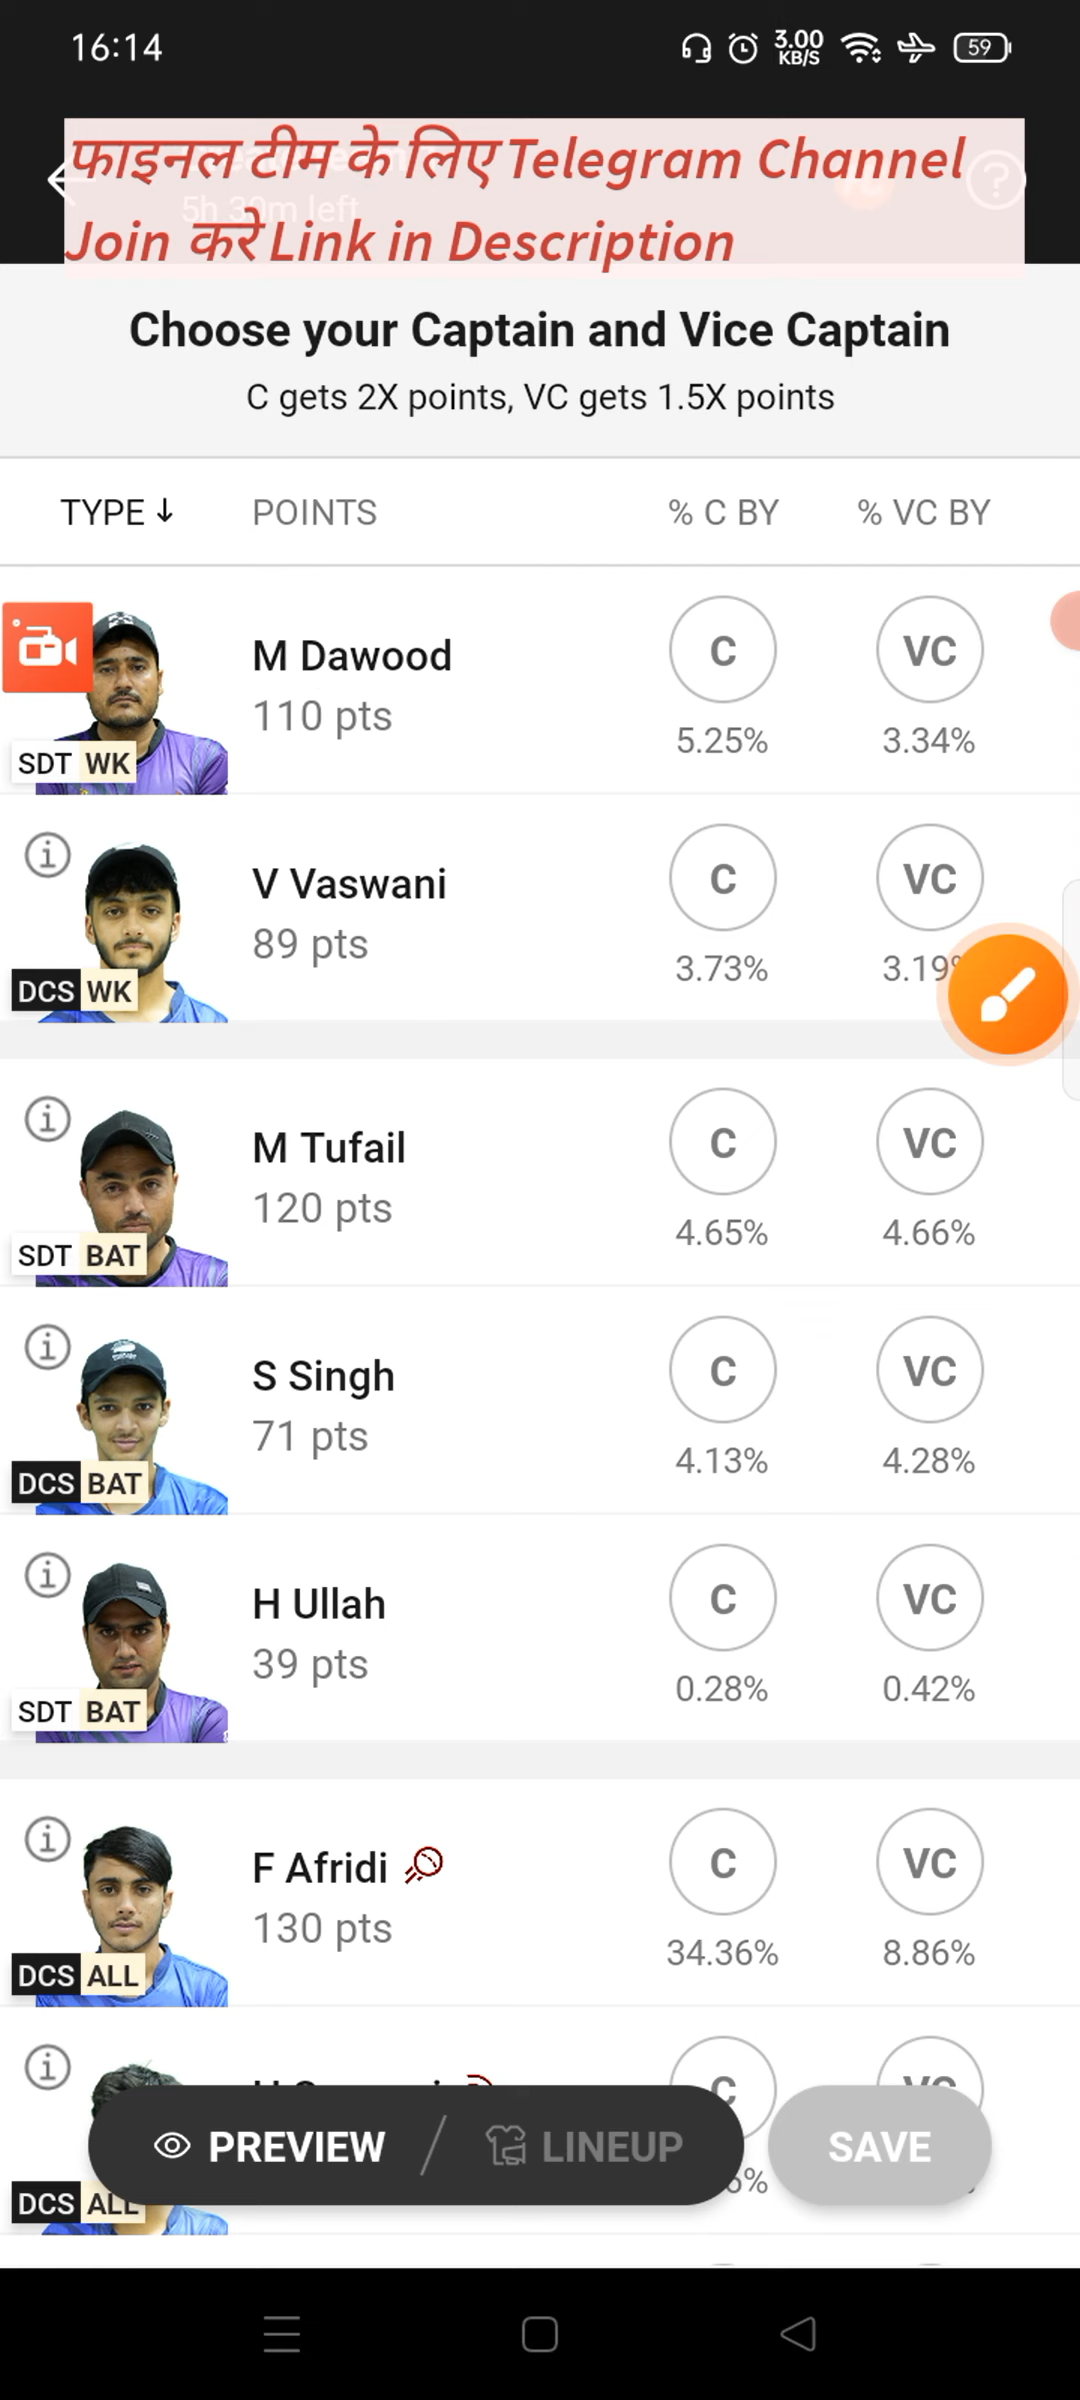 16:14
3.00
KB/S
59
फाइनल टीम के लिए Telegram Channel
5h 30m left
Join करे Link in Description
Choose your Captain and Vice Captain
C gets 2X points, VC gets 1.5X points
TYPE ↓ POINTS % C BY % VC BY
M Dawood C VC
110 pts 5.25% 3.34%
SDT WK
V Vaswani C VC
89 pts 3.73% 3.19%
DCS WK
M Tufail C VC
120 pts 4.65% 4.66%
SDT BAT
S Singh C VC
71 pts 4.13% 4.28%
DCS BAT
H Ullah C VC
39 pts 0.28% 0.42%
SDT BAT
F Afridi C VC
130 pts 34.36% 8.86%
DCS ALL
C VC
PREVIEW / LINEUP SAVE
DCS ALL